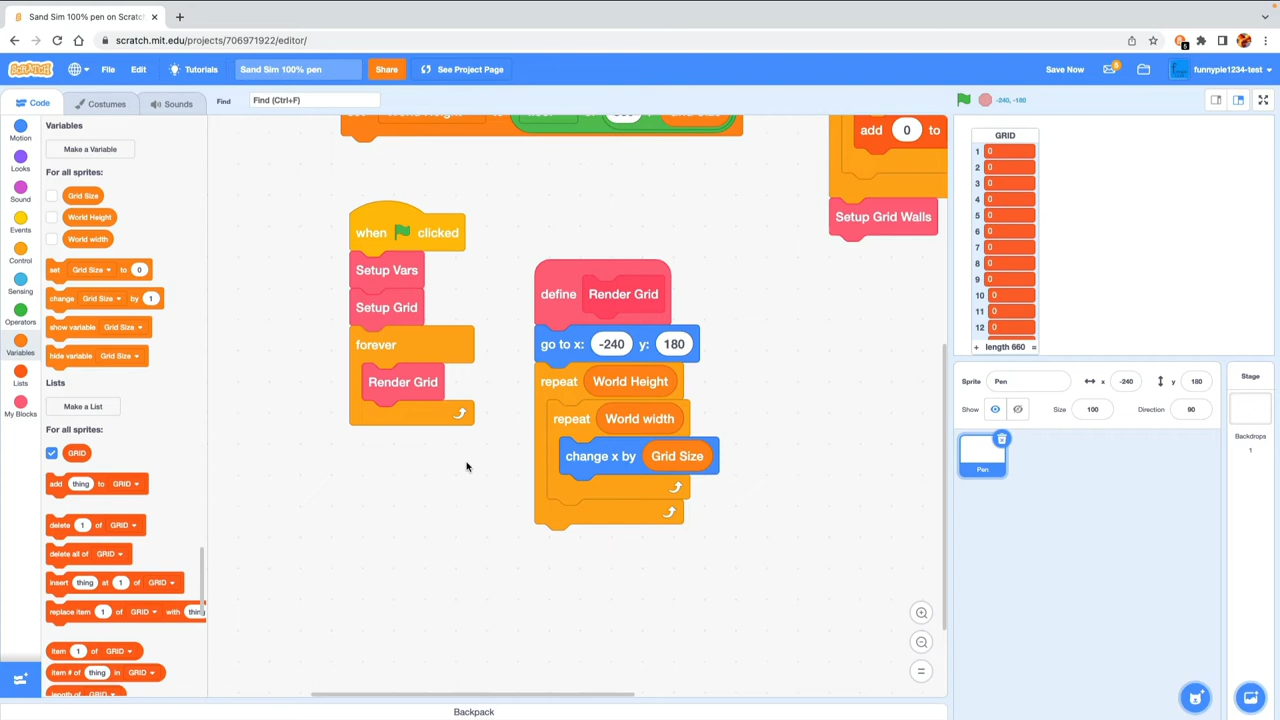 Sand Sim 100% pen on Scratch
scratch.mit.edu/projects/706971922/editor/
5
SCRATCH
File
Edit
Tutorials
Sand Sim 100% pen
Share
See Project Page
Save Now
5
funnypie1234-test
Code
Costumes
Sounds
Find
Find (Ctrl+F)
-240, -180
Motion
Looks
Sound
Events
Control
Sensing
Operators
Variables
Lists
My Blocks
Variables
Make a Variable
For all sprites:
Grid Size
World Height
World width
set Grid Size to 0
change Grid Size by 1
show variable Grid Size
hide variable Grid Size
Lists
Make a List
For all sprites:
GRID
add thing to GRID
delete 1 of GRID
delete all of GRID
insert thing at 1 of GRID
replace item 1 of GRID with thing
item 1 of GRID
item # of thing in GRID
length of GRID
when clicked
Setup Vars
Setup Grid
forever
Render Grid
define Render Grid
go to x: -240 y: 180
repeat World Height
repeat World width
change x by Grid Size
add 0 to
Setup Grid Walls
GRID
1 0
2 0
3 0
4 0
5 0
6 0
7 0
8 0
9 0
10 0
11 0
12 0
+ length 660 =
Sprite Pen x -240 y 180
Show Size 100 Direction 90
Pen
Stage
Backdrops
1
Backpack